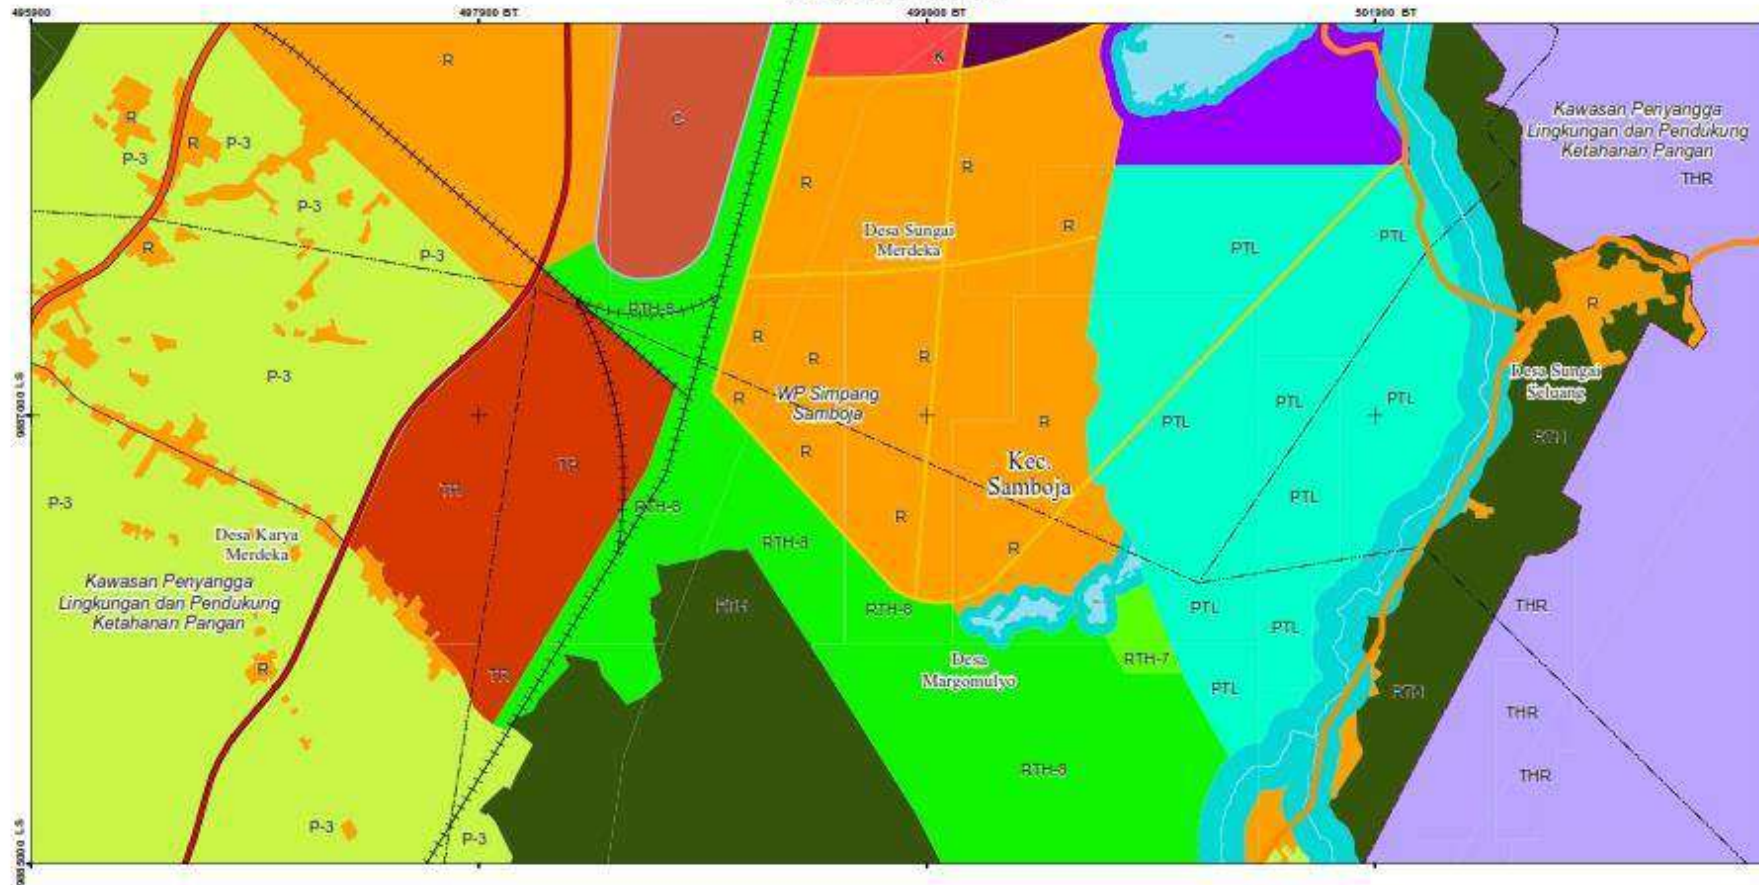 495900
497900 BT
499900 BT
501900 BT
R
K
R
P-3
R
P-3
R
R
Kawasan Penyangga
Lingkungan dan Pendukung
Ketahanan Pangan
THR
P-3
R
P-3
Desa Sungai
Merdeka
R
PTL
PTL
RTH-8
R
R
R
R
P-3
WP Simpang
Samboja
R
R
R
PTL
PTL
PTL
Desa Sungai
Seluang
Kec.
Samboja
TR
TR
P-3
RTH-8
R
PTL
Desa Karya
Merdeka
RTH-8
R
Kawasan Penyangga
Lingkungan dan Pendukung
Ketahanan Pangan
RTH-8
PTL
PTL
THR
R
TR
Desa
Margomulyo
RTH-7
PTL
THR
RTH-8
THR
P-3
P-3